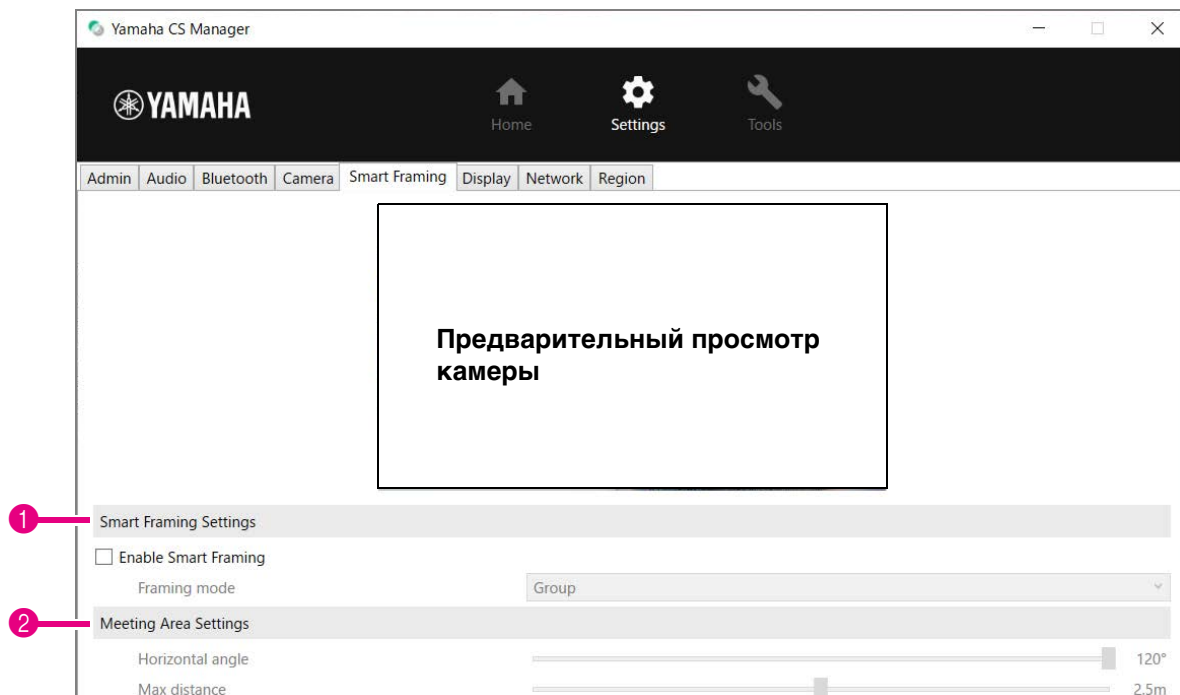 Yamaha CS Manager
YAMAHA
Home
Settings
Tools
Admin
Audio
Bluetooth
Camera
Smart Framing
Display
Network
Region
Предварительный просмотр
камеры
1
Smart Framing Settings
Enable Smart Framing
Framing mode
Group
2
Meeting Area Settings
Horizontal angle
120°
Max distance
2.5m